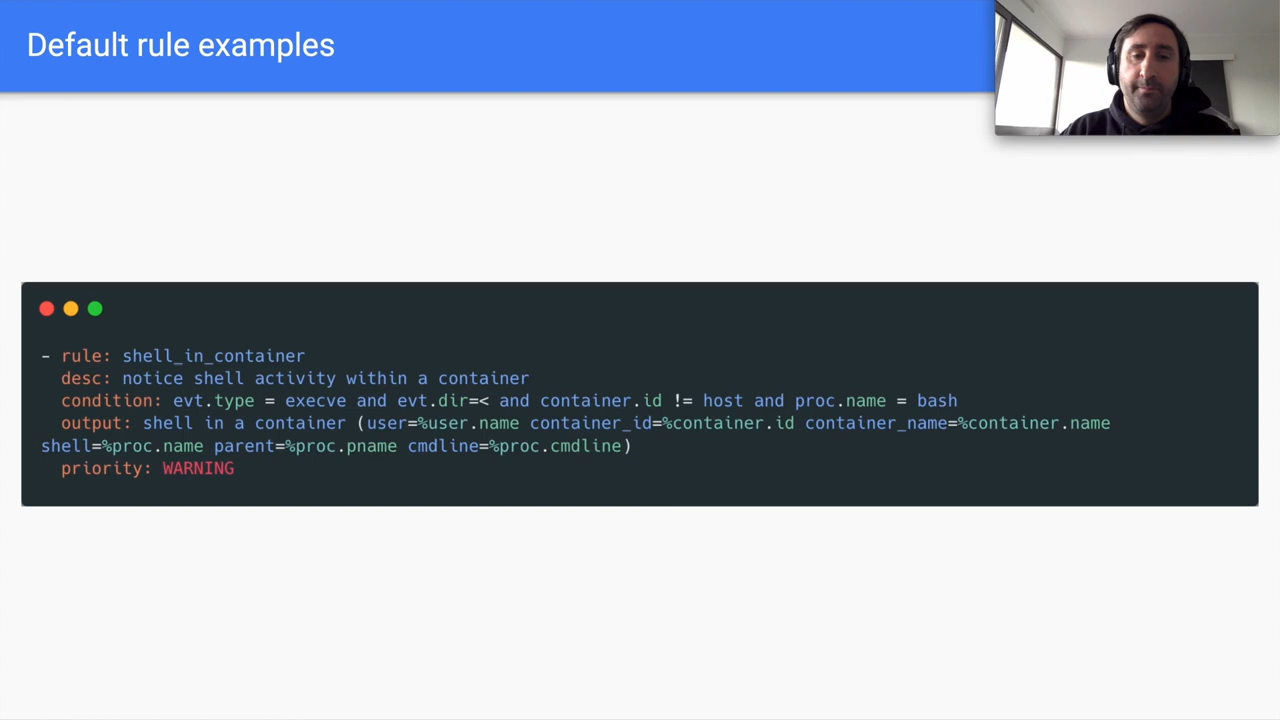 Default rule examples
- rule: shell_in_container
desc: notice shell activity within a container
condition: evt.type = execve and evt.dir=< and container.id != host and proc.name = bash
output: shell in a container (user=%user.name container_id=%container.id container_name=%container.name
shell=%proc.name parent=%proc.pname cmdline=%proc.cmdline)
priority: WARNING